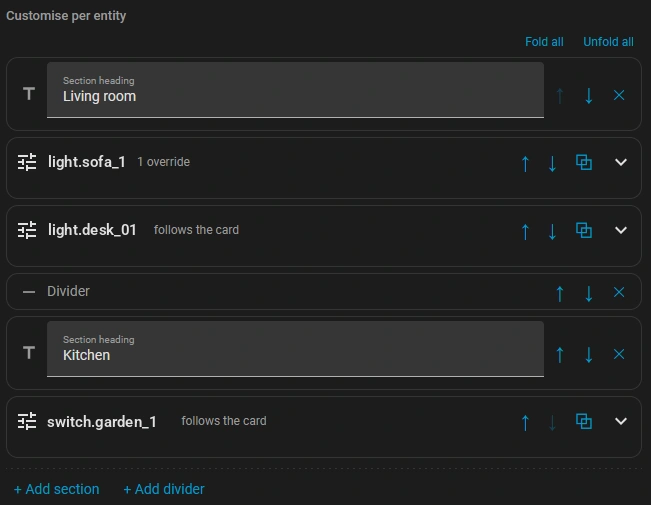 Customise per entity
Fold all Unfold all
Section heading
Living room
light.sofa_1 1 override
light.desk_01 follows the card
Divider
Section heading
Kitchen
switch.garden_1 follows the card
+ Add section + Add divider